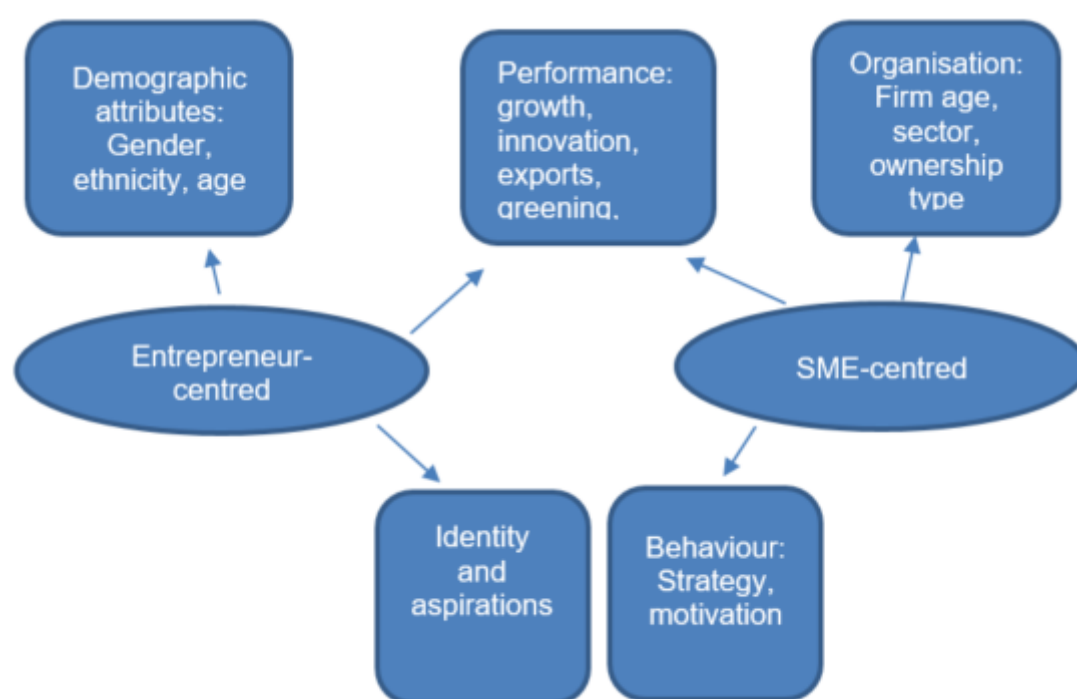 Demographic
attributes:
Gender,
ethnicity, age
Performance:
growth,
innovation,
exports,
greening.
Organisation:
Firm age,
sector,
ownership
type
Entrepreneur-
centred
SME-centred
Identity
and
aspirations
Behaviour:
Strategy,
motivation